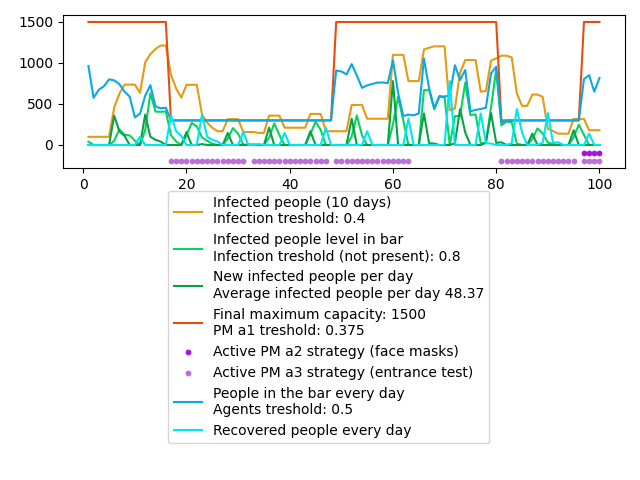 1500
1000
500
0
0
20
40
60
80
100
Infected people (10 days)
Infection treshold: 0.4
Infected people level in bar
Infection treshold (not present): 0.8
New infected people per day
Average infected people per day 48.37
Final maximum capacity: 1500
PM a1 treshold: 0.375
Active PM a2 strategy (face masks)
Active PM a3 strategy (entrance test)
People in the bar every day
Agents treshold: 0.5
Recovered people every day